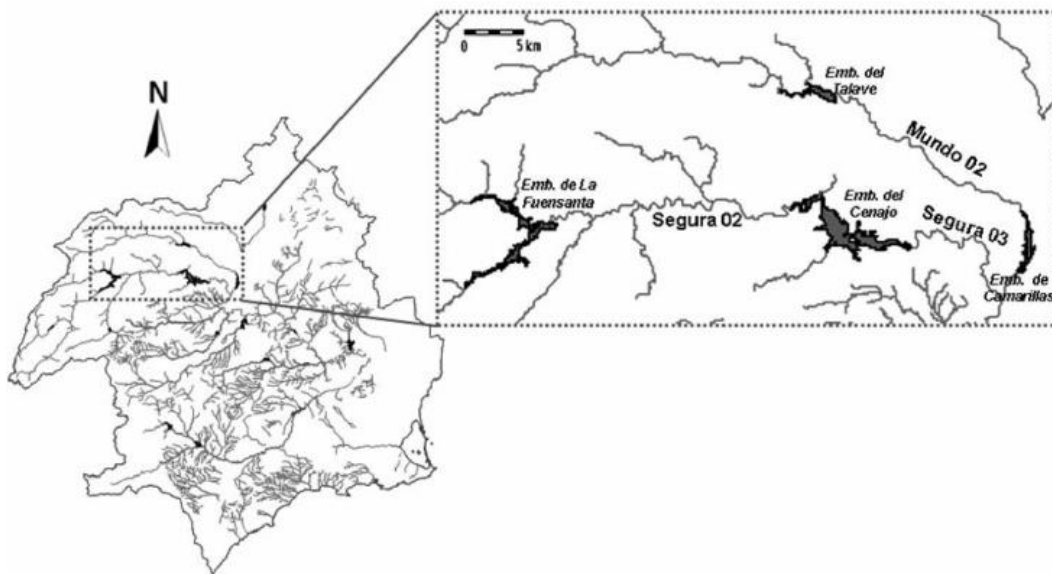 N
0 5 km
Emb. del
Talave
Mundo 02
Emb. de La
Fuensanta
Segura 02
Emb. del
Cenajo
Segura 03
Emb. de
Camarillas